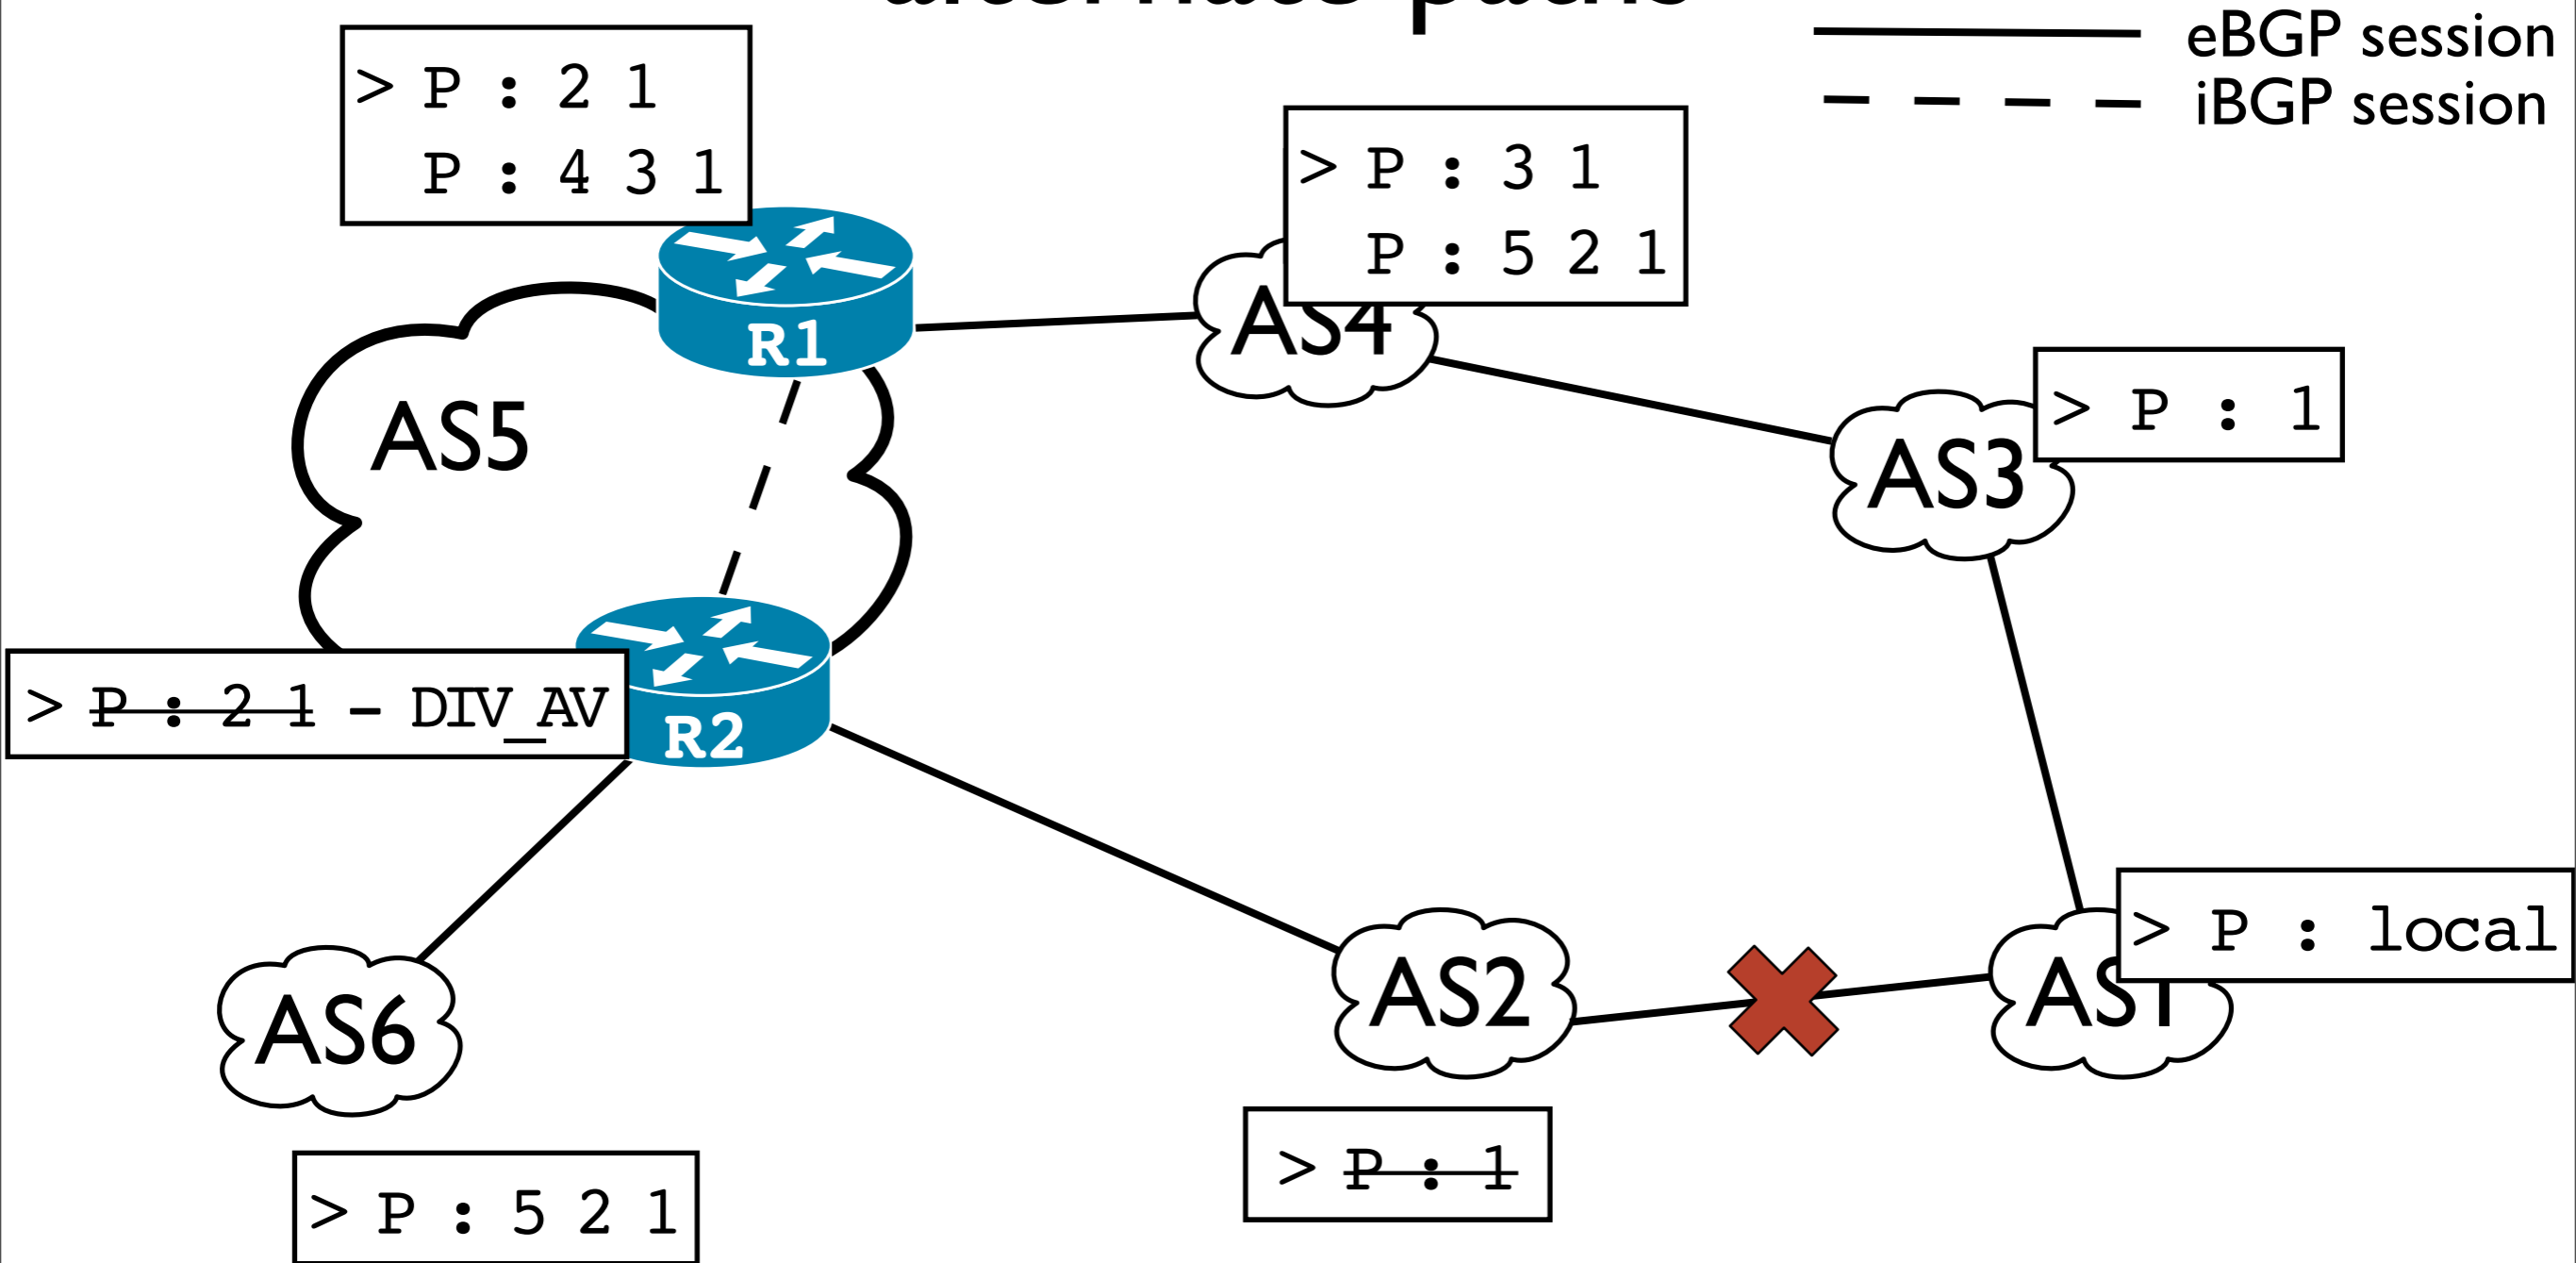 eBGP session
iBGP session
> P : 2 1
P : 4 3 1
> P : 3 1
P : 5 2 1
R1
AS4
AS5
> P : 1
AS3
> P : 2 1 - DIV_AV
R2
> P : local
AS1
AS2
AS6
> P : 1
> P : 5 2 1